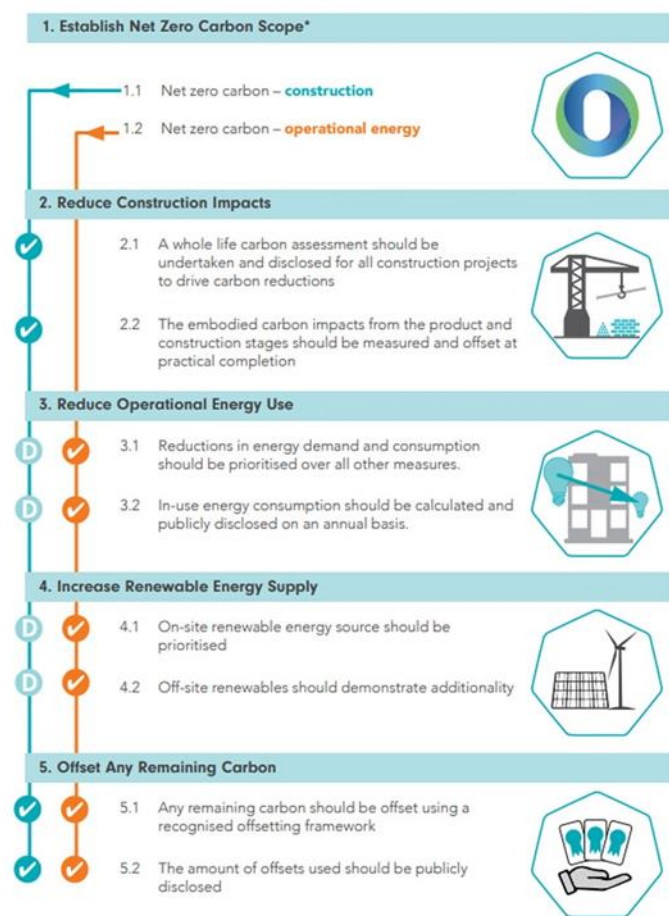 1. Establish Net Zero Carbon Scope*
1.1 Net zero carbon – construction
1.2 Net zero carbon – operational energy
2. Reduce Construction Impacts
2.1 A whole life carbon assessment should be
undertaken and disclosed for all construction projects
to drive carbon reductions
2.2 The embodied carbon impacts from the product and
construction stages should be measured and offset at
practical completion
3. Reduce Operational Energy Use
D 3.1 Reductions in energy demand and consumption
should be prioritised over all other measures.
D 3.2 In-use energy consumption should be calculated and
publicly disclosed on an annual basis.
4. Increase Renewable Energy Supply
D 4.1 On-site renewable energy source should be
prioritised
D 4.2 Off-site renewables should demonstrate additionality
5. Offset Any Remaining Carbon
5.1 Any remaining carbon should be offset using a
recognised offsetting framework
5.2 The amount of offsets used should be publicly
disclosed